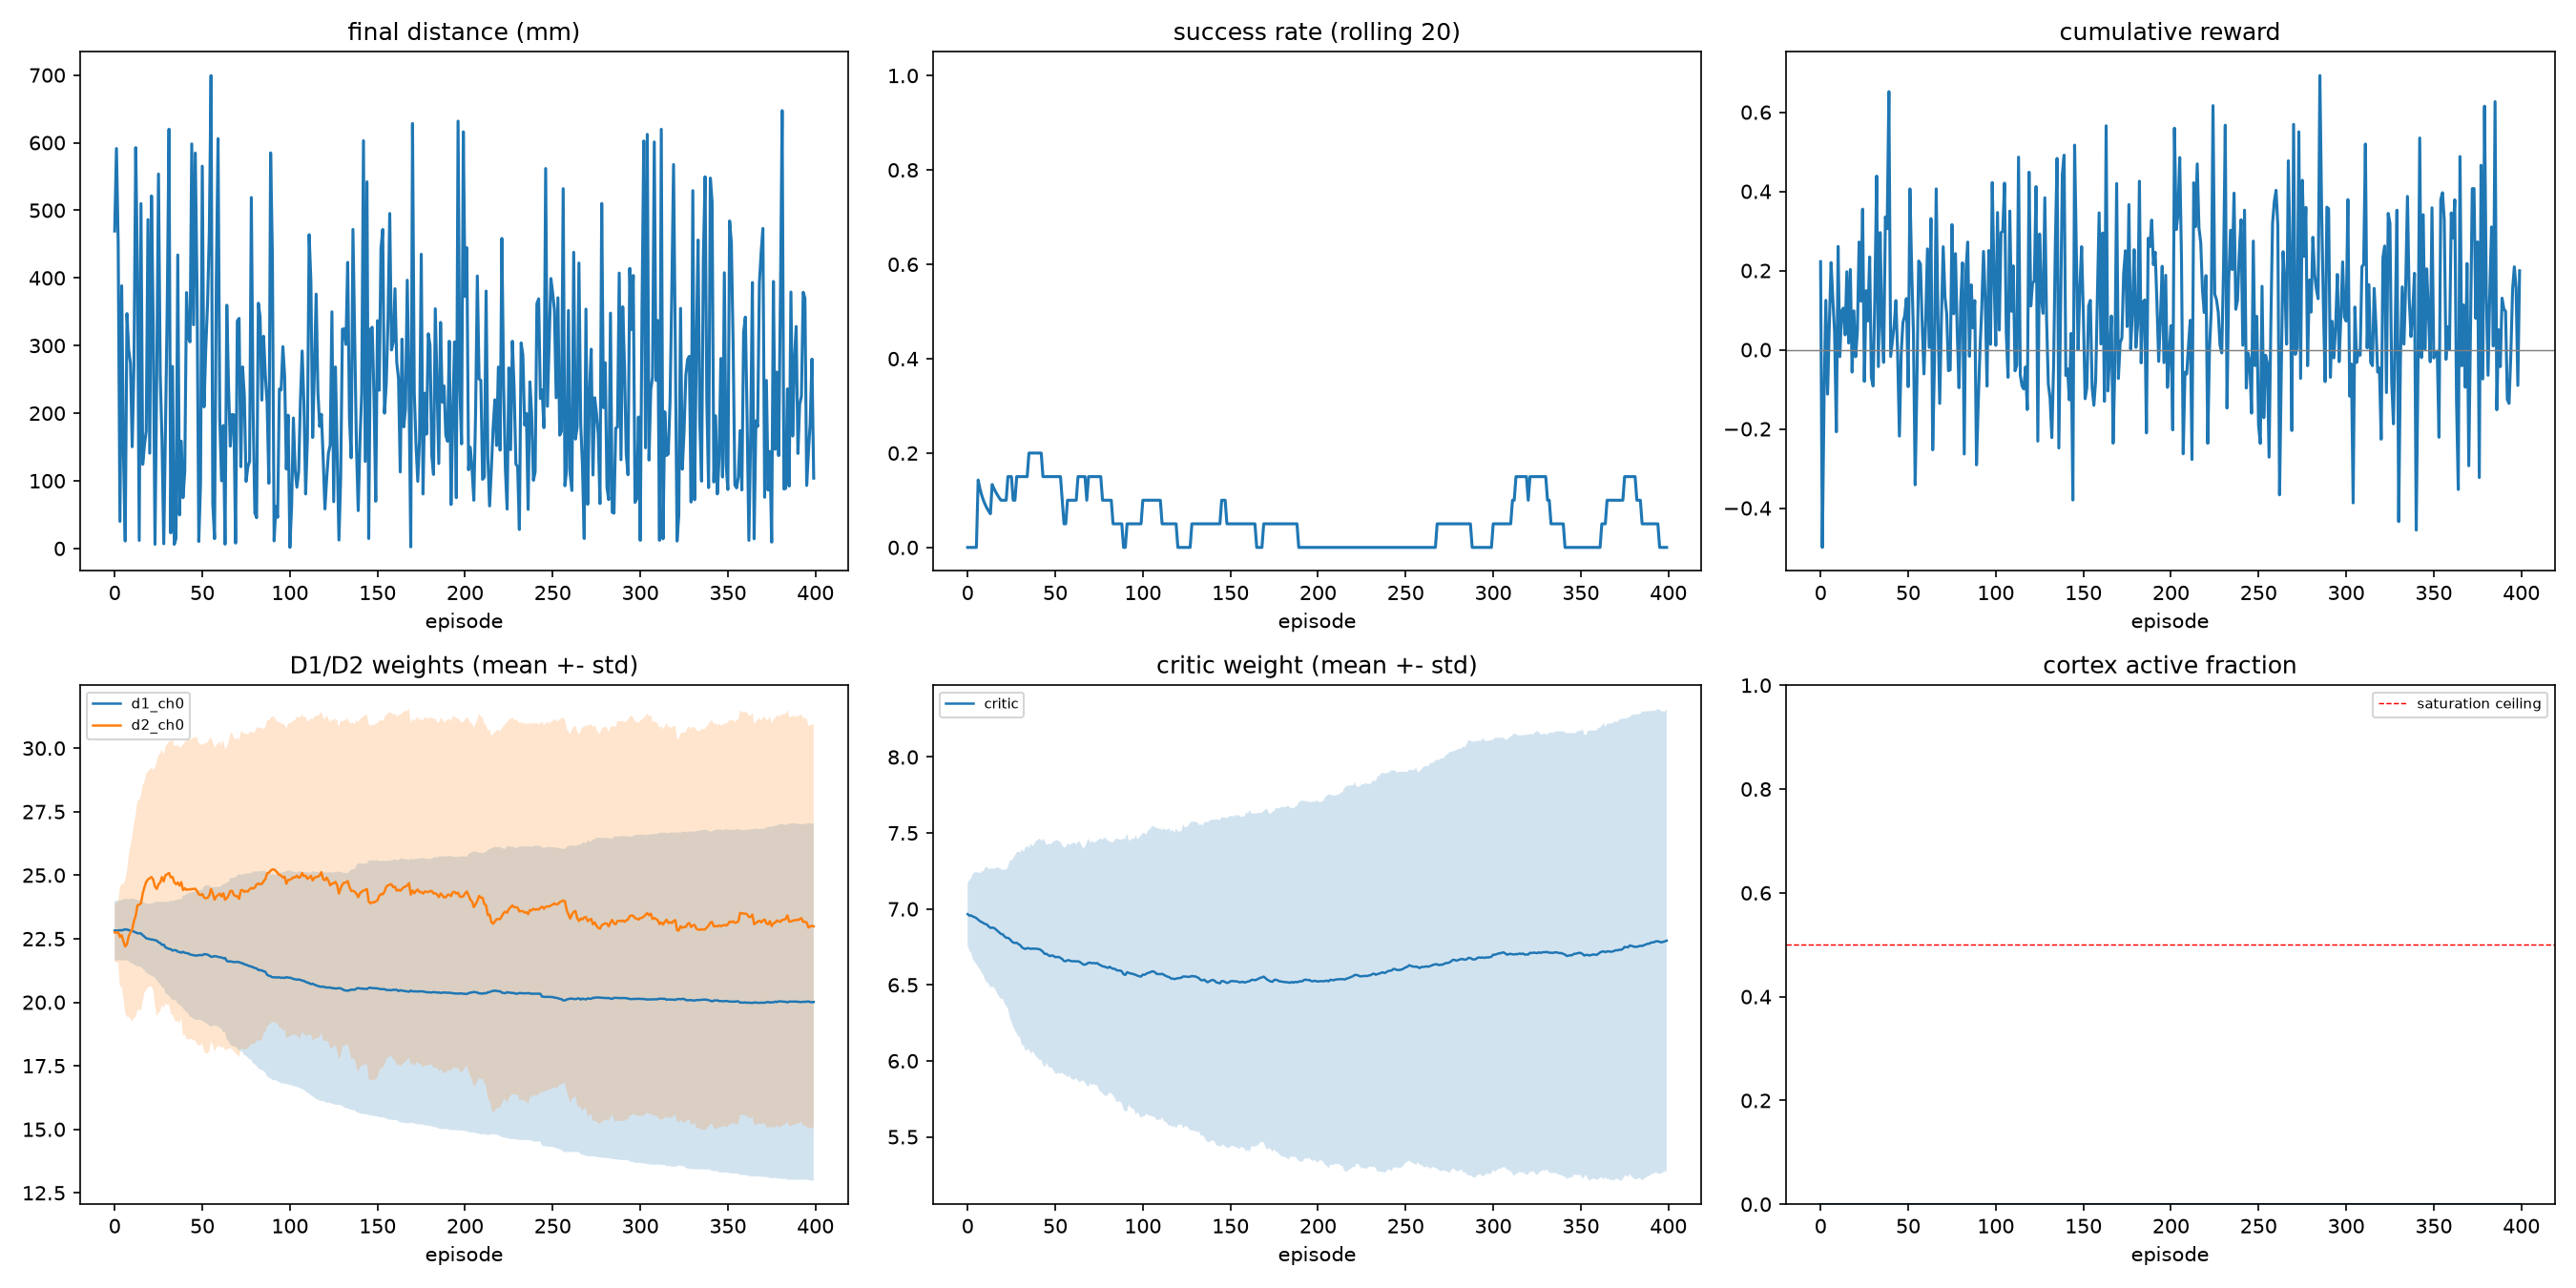 final distance (mm)
700
600
500
400
300
200
100
0
0 50 100 150 200 250 300 350 400
episode
success rate (rolling 20)
1.0
0.8
0.6
0.4
0.2
0.0
0 50 100 150 200 250 300 350 400
episode
cumulative reward
0.6
0.4
0.2
0.0
−0.2
−0.4
0 50 100 150 200 250 300 350 400
episode
D1/D2 weights (mean +- std)
d1_ch0
d2_ch0
30.0
27.5
25.0
22.5
20.0
17.5
15.0
12.5
0 50 100 150 200 250 300 350 400
episode
critic weight (mean +- std)
critic
8.0
7.5
7.0
6.5
6.0
5.5
0 50 100 150 200 250 300 350 400
episode
cortex active fraction
saturation ceiling
1.0
0.8
0.6
0.4
0.2
0.0
0 50 100 150 200 250 300 350 400
episode